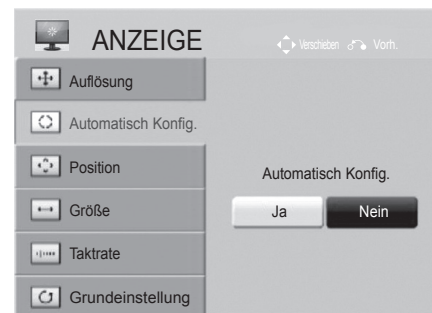 ANZEIGE
Verschieben Vorh.
Auflösung
Automatisch Konfig.
Position
Größe
Taktrate
Grundeinstellung
Automatisch Konfig.
Ja Nein